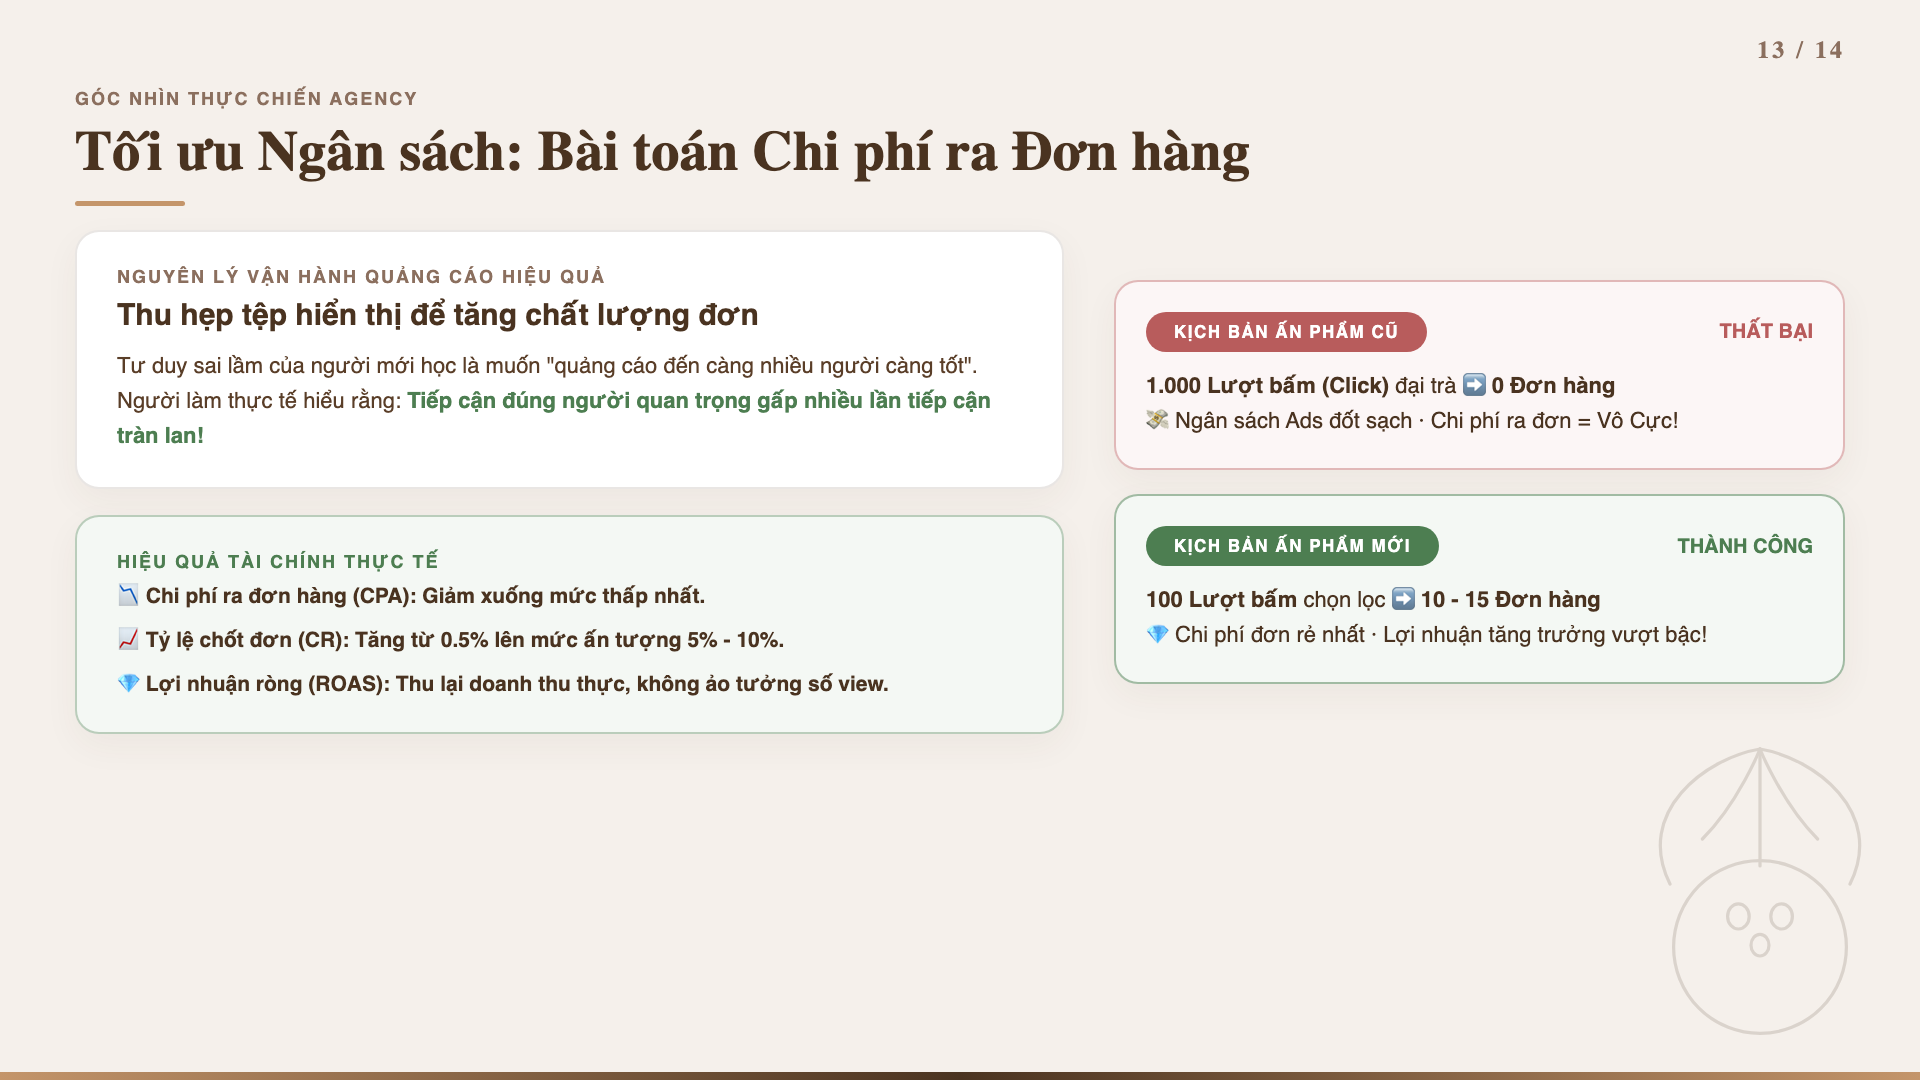 13 / 14
GÓC NHÌN THỰC CHIẾN AGENCY
Tối ưu Ngân sách: Bài toán Chi phí ra Đơn hàng
NGUYÊN LÝ VẬN HÀNH QUẢNG CÁO HIỆU QUẢ
Thu hẹp tệp hiển thị để tăng chất lượng đơn
Tư duy sai lầm của người mới học là muốn "quảng cáo đến càng nhiều người càng tốt".
Người làm thực tế hiểu rằng: Tiếp cận đúng người quan trọng gấp nhiều lần tiếp cận
tràn lan!
HIỆU QUẢ TÀI CHÍNH THỰC TẾ
📉 Chi phí ra đơn hàng (CPA): Giảm xuống mức thấp nhất.
📈 Tỷ lệ chốt đơn (CR): Tăng từ 0.5% lên mức ấn tượng 5% - 10%.
💎 Lợi nhuận ròng (ROAS): Thu lại doanh thu thực, không ảo tưởng số view.
KỊCH BẢN ẤN PHẨM CŨ
THẤT BẠI
1.000 Lượt bấm (Click) đại trà ➡️ 0 Đơn hàng
💸 Ngân sách Ads đốt sạch · Chi phí ra đơn = Vô Cực!
KỊCH BẢN ẤN PHẨM MỚI
THÀNH CÔNG
100 Lượt bấm chọn lọc ➡️ 10 - 15 Đơn hàng
💎 Chi phí đơn rẻ nhất · Lợi nhuận tăng trưởng vượt bậc!